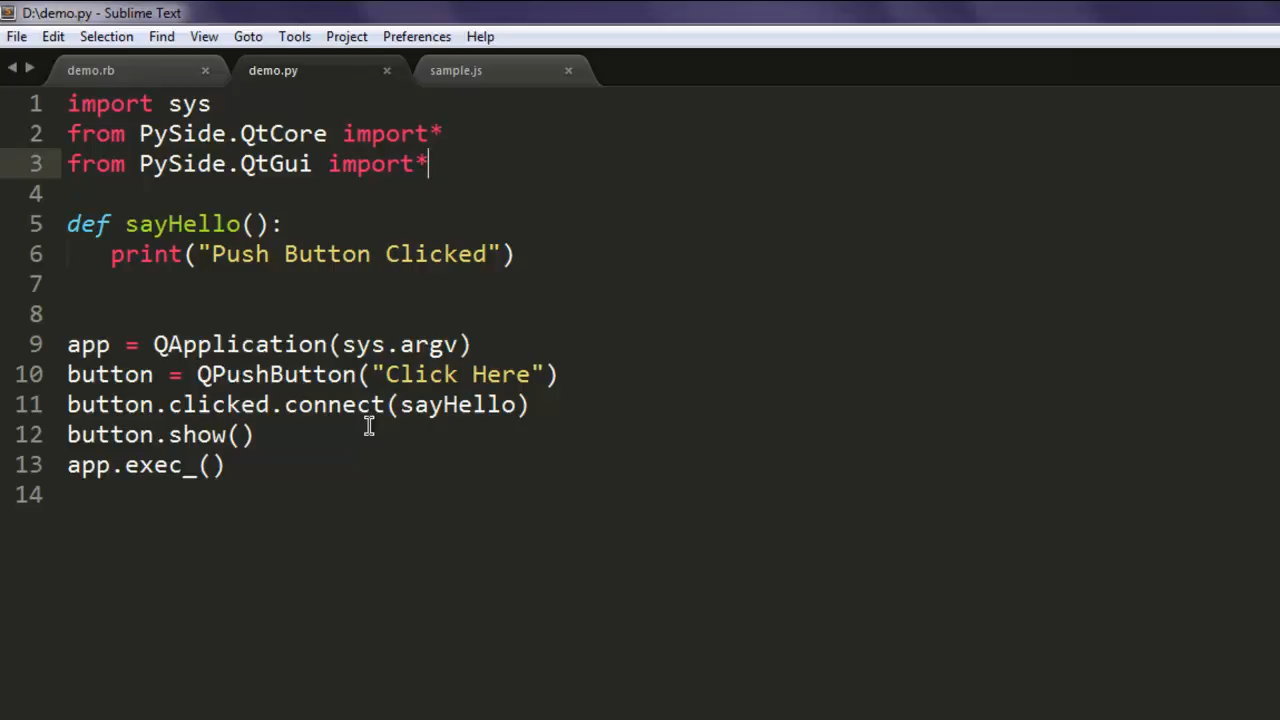 D:\demo.py - Sublime Text
File Edit Selection Find View Goto Tools Project Preferences Help
demo.rb × demo.py × sample.js ×
1 import sys
2 from PySide.QtCore import*
3 from PySide.QtGui import*
4
5 def sayHello():
6    print("Push Button Clicked")
7
8
9 app = QApplication(sys.argv)
10 button = QPushButton("Click Here")
11 button.clicked.connect(sayHello)
12 button.show()
13 app.exec_()
14